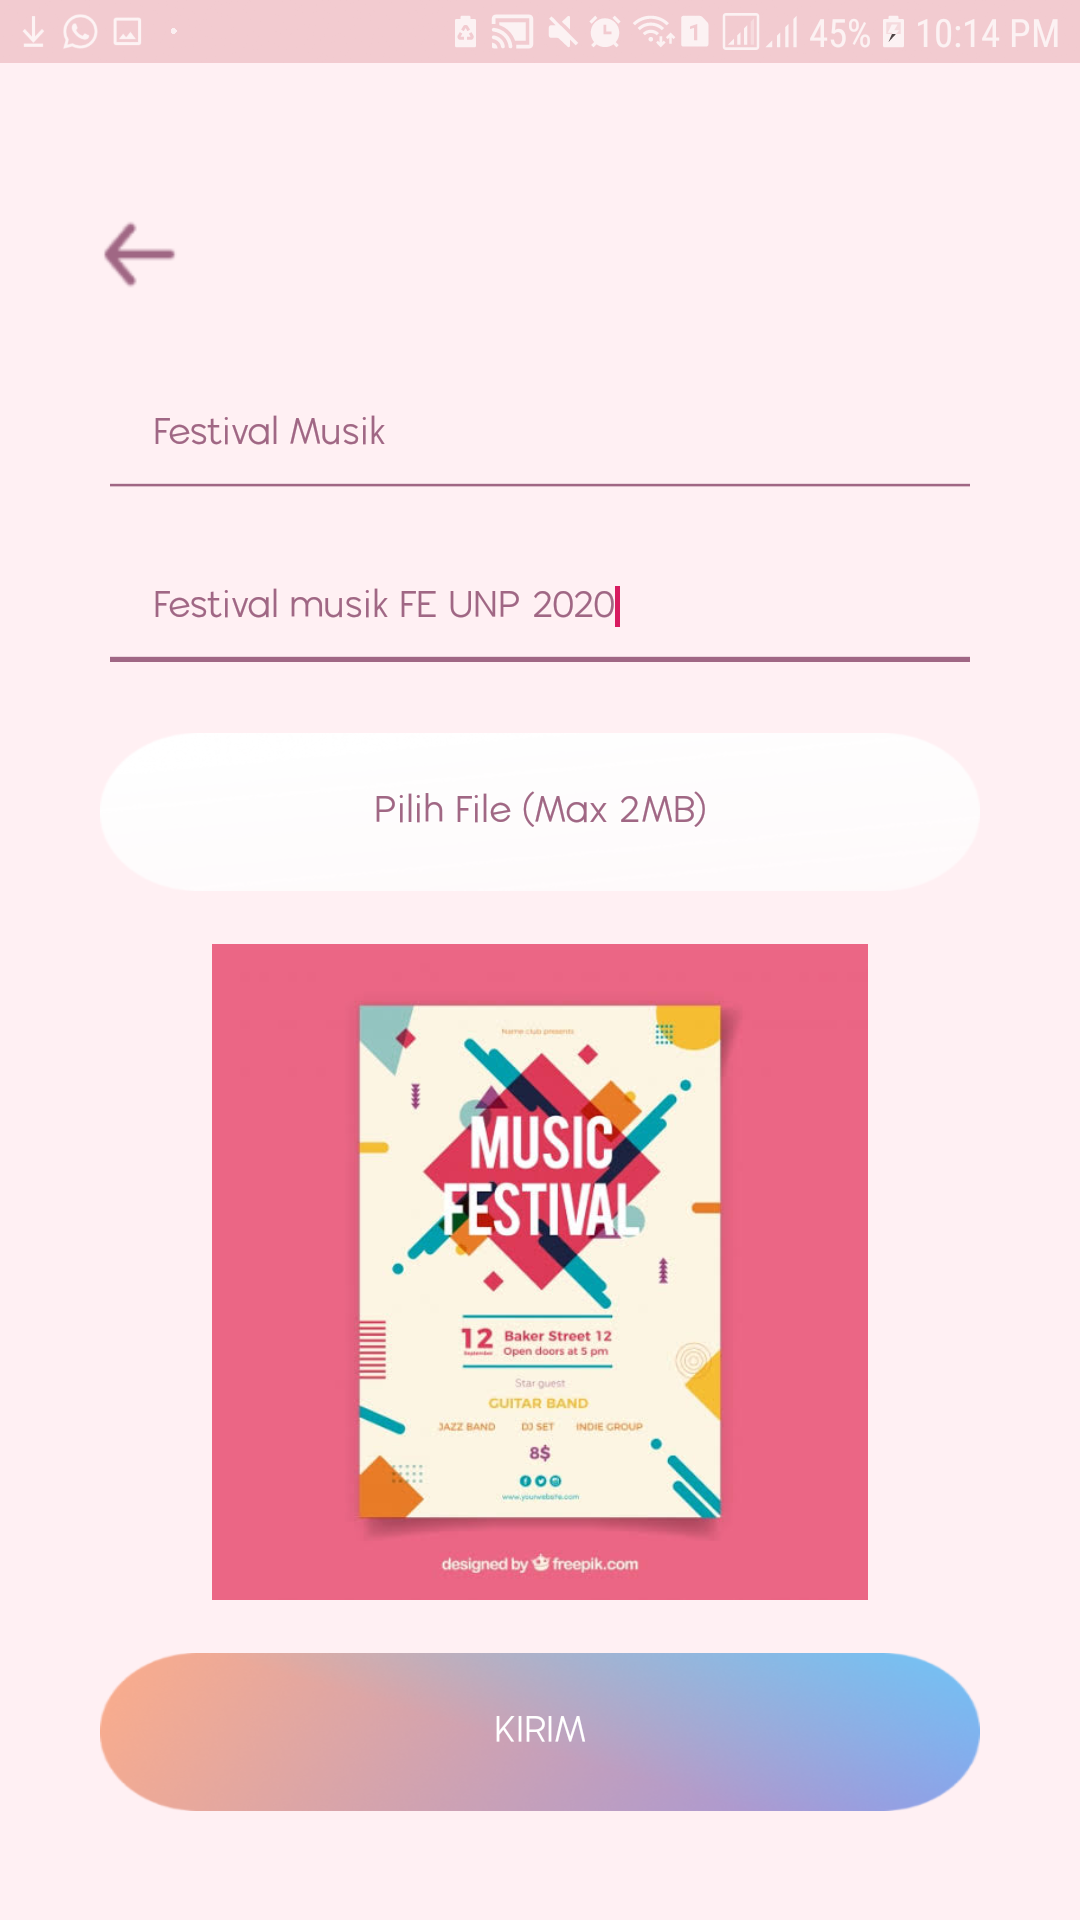 1 45% 10:14 PM
Festival Musik
Festival musik FE UNP 2020
Pilih File (Max 2MB)
Name club presents
MUSIC
FESTIVAL
12
September
Baker Street 12
Open doors at 5 pm
Star guest
GUITAR BAND
JAZZ BAND DJ SET INDIE GROUP
8$
www.yourwebsite.com
designed by freepik.com
KIRIM